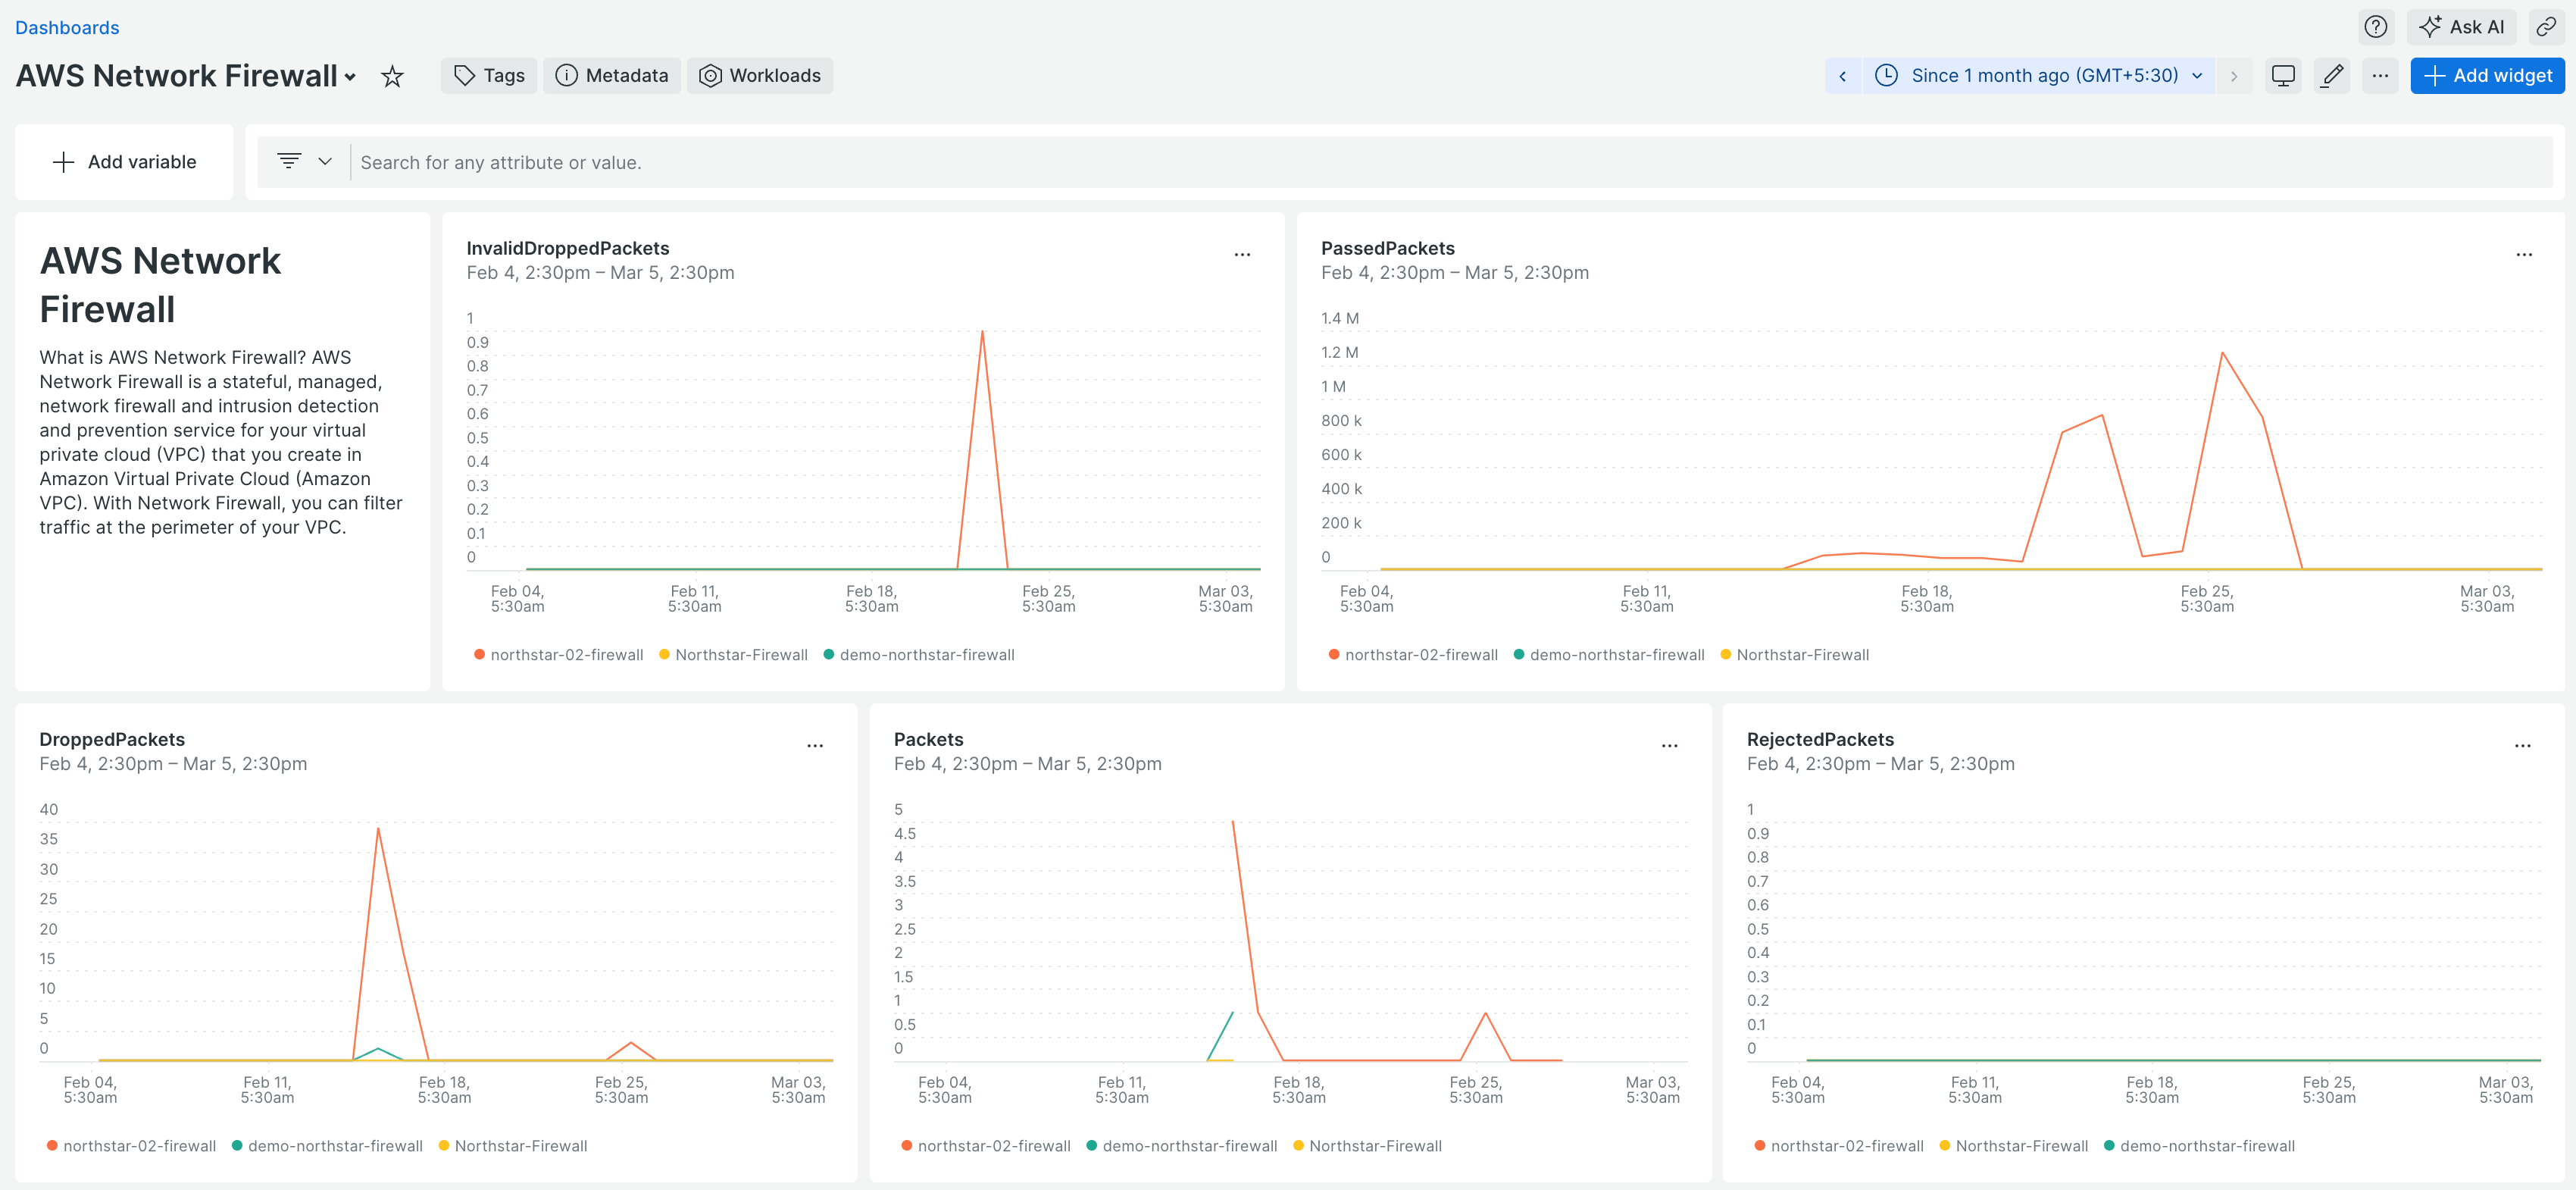 Dashboards
Ask AI
AWS Network Firewall
Tags
Metadata
Workloads
Since 1 month ago (GMT+5:30)
Add widget
Add variable
Search for any attribute or value.
AWS Network
Firewall
What is AWS Network Firewall? AWS
Network Firewall is a stateful, managed,
network firewall and intrusion detection
and prevention service for your virtual
private cloud (VPC) that you create in
Amazon Virtual Private Cloud (Amazon
VPC). With Network Firewall, you can filter
traffic at the perimeter of your VPC.
InvalidDroppedPackets
Feb 4, 2:30pm – Mar 5, 2:30pm
1
0.9
0.8
0.7
0.6
0.5
0.4
0.3
0.2
0.1
0
Feb 04, Feb 11, Feb 18, Feb 25, Mar 03,
5:30am 5:30am 5:30am 5:30am 5:30am
northstar-02-firewall Northstar-Firewall demo-northstar-firewall
PassedPackets
Feb 4, 2:30pm – Mar 5, 2:30pm
1.4 M
1.2 M
1 M
800 k
600 k
400 k
200 k
0
Feb 04, Feb 11, Feb 18, Feb 25, Mar 03,
5:30am 5:30am 5:30am 5:30am 5:30am
northstar-02-firewall demo-northstar-firewall Northstar-Firewall
DroppedPackets
Feb 4, 2:30pm – Mar 5, 2:30pm
40
35
30
25
20
15
10
5
0
Feb 04, Feb 11, Feb 18, Feb 25, Mar 03,
5:30am 5:30am 5:30am 5:30am 5:30am
northstar-02-firewall demo-northstar-firewall Northstar-Firewall
Packets
Feb 4, 2:30pm – Mar 5, 2:30pm
5
4.5
4
3.5
3
2.5
2
1.5
1
0.5
0
Feb 04, Feb 11, Feb 18, Feb 25, Mar 03,
5:30am 5:30am 5:30am 5:30am 5:30am
northstar-02-firewall demo-northstar-firewall Northstar-Firewall
RejectedPackets
Feb 4, 2:30pm – Mar 5, 2:30pm
1
0.9
0.8
0.7
0.6
0.5
0.4
0.3
0.2
0.1
0
Feb 04, Feb 11, Feb 18, Feb 25, Mar 03,
5:30am 5:30am 5:30am 5:30am 5:30am
northstar-02-firewall Northstar-Firewall demo-northstar-firewall